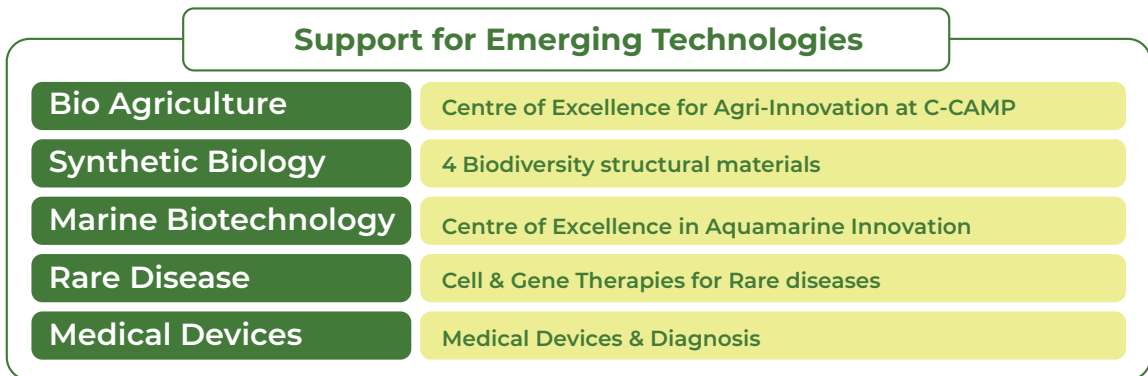 Support for Emerging Technologies
Bio Agriculture
Centre of Excellence for Agri-Innovation at C-CAMP
Synthetic Biology
4 Biodiversity structural materials
Marine Biotechnology
Centre of Excellence in Aquamarine Innovation
Rare Disease
Cell & Gene Therapies for Rare diseases
Medical Devices
Medical Devices & Diagnosis